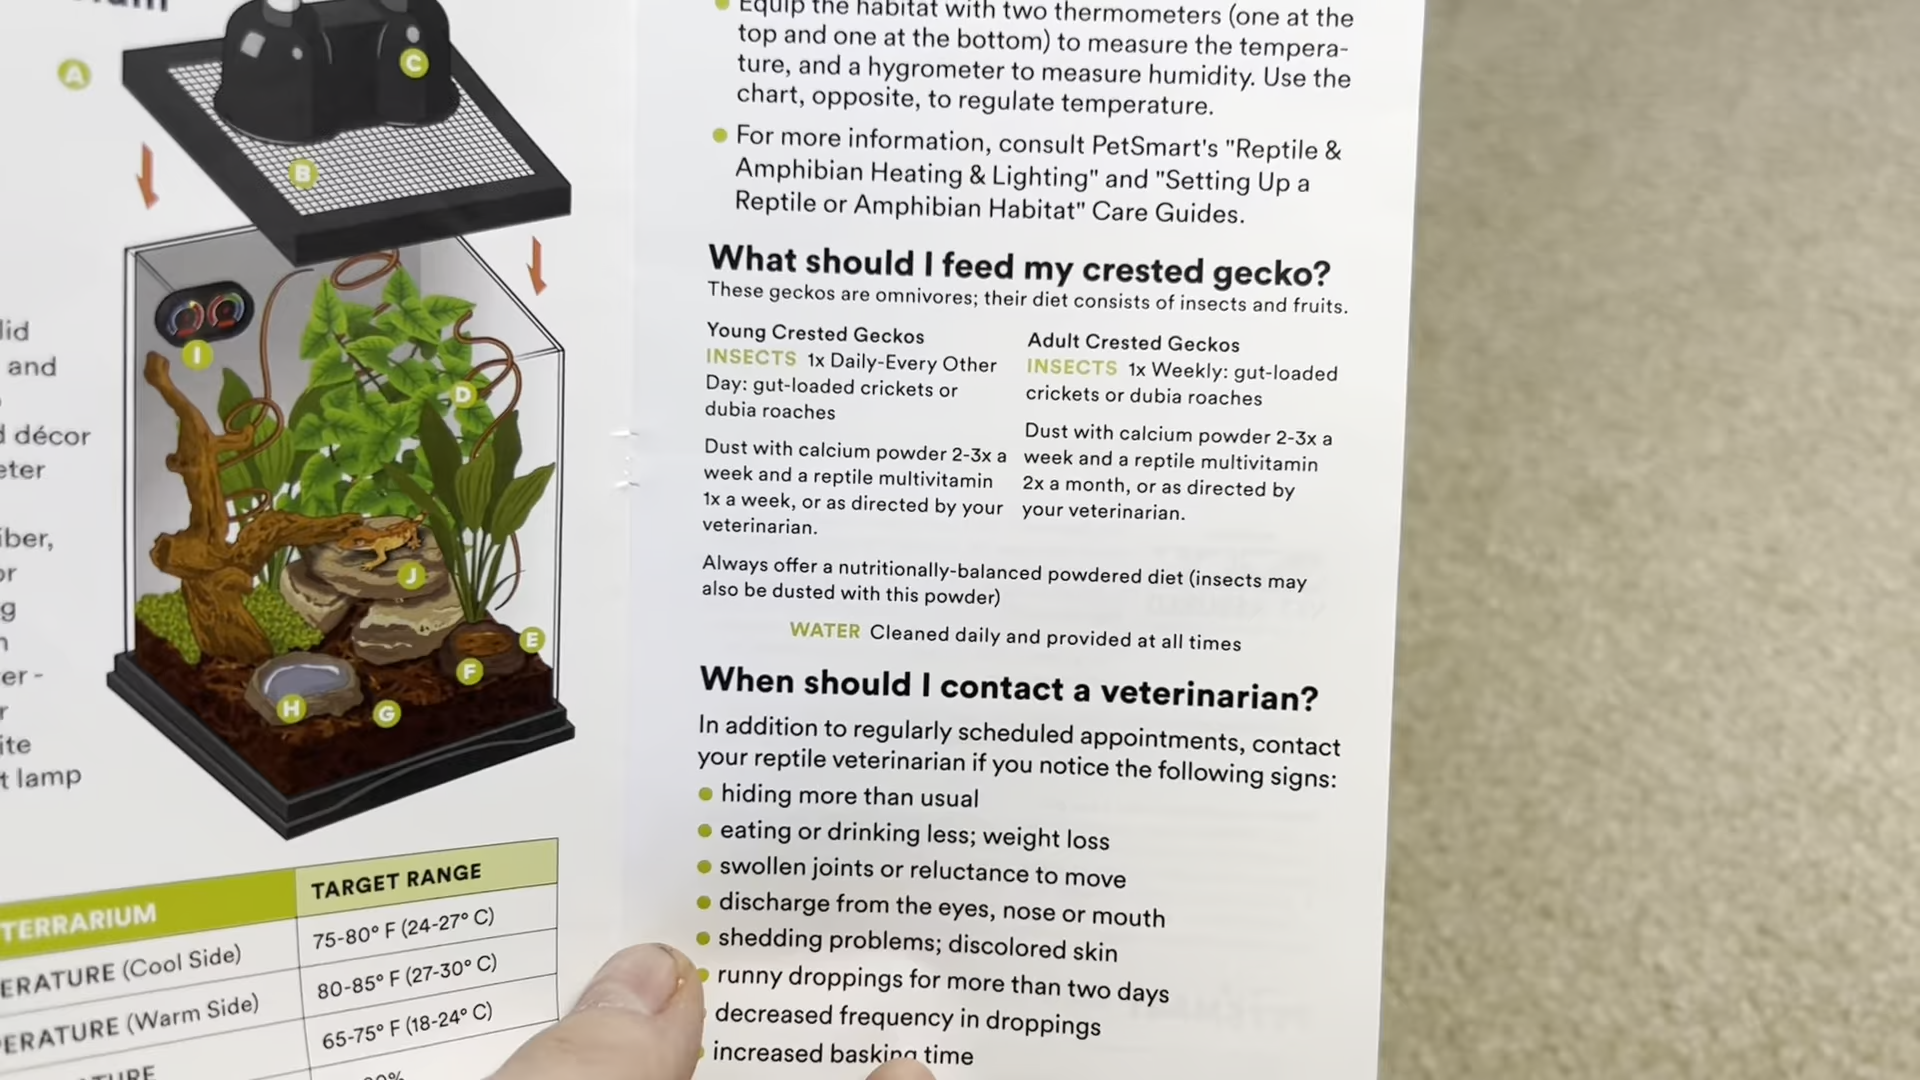 A
C
B
I
D
J
E
F
H
G
lid
and
décor
eter
iber,
or
g
er -
r
ite
t lamp
TERRARIUM
TARGET RANGE
ERATURE (Cool Side)
75-80° F (24-27° C)
ERATURE (Warm Side)
80-85° F (27-30° C)
65-75° F (18-24° C)
Equip the habitat with two thermometers (one at the
top and one at the bottom) to measure the tempera-
ture, and a hygrometer to measure humidity. Use the
chart, opposite, to regulate temperature.
For more information, consult PetSmart's "Reptile &
Amphibian Heating & Lighting" and "Setting Up a
Reptile or Amphibian Habitat" Care Guides.
What should I feed my crested gecko?
These geckos are omnivores; their diet consists of insects and fruits.
Young Crested Geckos
INSECTS 1x Daily-Every Other
Day: gut-loaded crickets or
dubia roaches
Dust with calcium powder 2-3x a
week and a reptile multivitamin
1x a week, or as directed by your
veterinarian.
Adult Crested Geckos
INSECTS 1x Weekly: gut-loaded
crickets or dubia roaches
Dust with calcium powder 2-3x a
week and a reptile multivitamin
2x a month, or as directed by
your veterinarian.
Always offer a nutritionally-balanced powdered diet (insects may
also be dusted with this powder)
WATER Cleaned daily and provided at all times
When should I contact a veterinarian?
In addition to regularly scheduled appointments, contact
your reptile veterinarian if you notice the following signs:
hiding more than usual
eating or drinking less; weight loss
swollen joints or reluctance to move
discharge from the eyes, nose or mouth
shedding problems; discolored skin
runny droppings for more than two days
decreased frequency in droppings
increased basking time